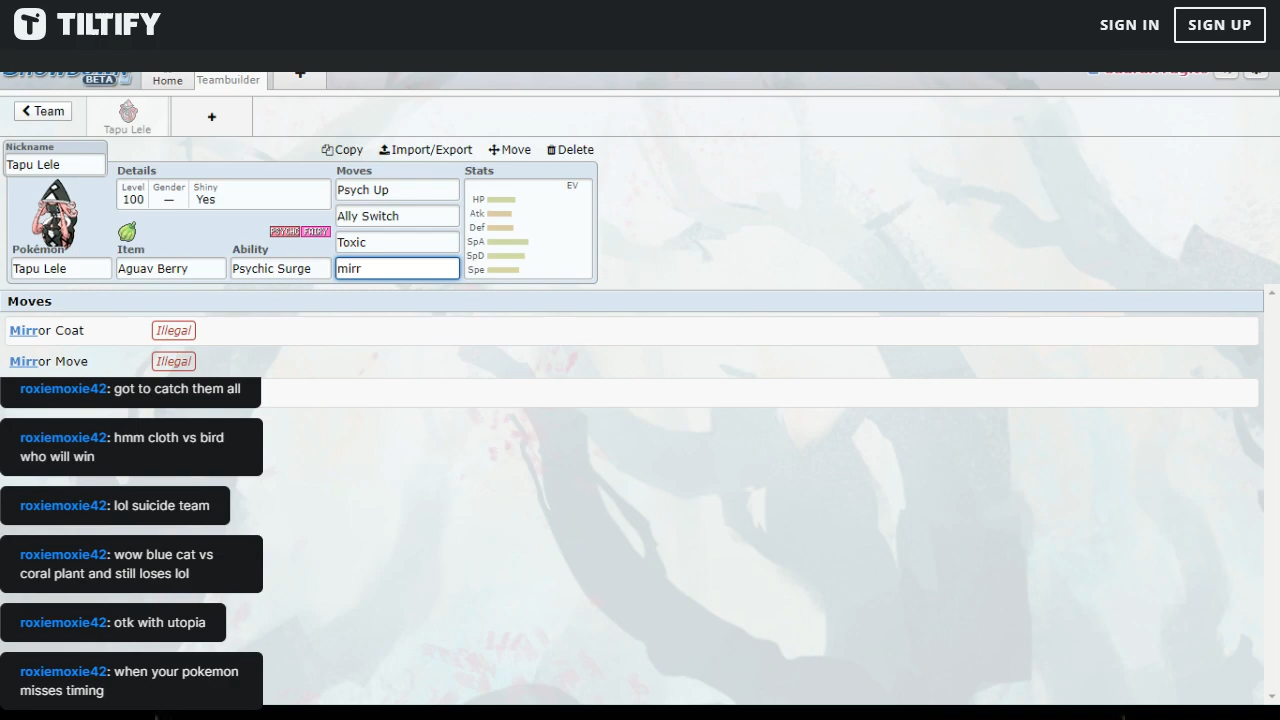 TILTIFY
SIGN IN
SIGN UP
BETA
Home
Teambuilder
+
Team
Tapu Lele
+
Nickname
Tapu Lele
Copy
Import/Export
Move
Delete
Details
Level
100
Gender
—
Shiny
Yes
PSYCHC FAIRY
Pokémon
Tapu Lele
Item
Aguav Berry
Ability
Psychic Surge
Moves
Psych Up
Ally Switch
Toxic
mirr
Stats
EV
HP
Atk
Def
SpA
SpD
Spe
Moves
Mirror Coat
Illegal
Mirror Move
Illegal
roxiemoxie42: got to catch them all
roxiemoxie42: hmm cloth vs bird
who will win
roxiemoxie42: lol suicide team
roxiemoxie42: wow blue cat vs
coral plant and still loses lol
roxiemoxie42: otk with utopia
roxiemoxie42: when your pokemon
misses timing